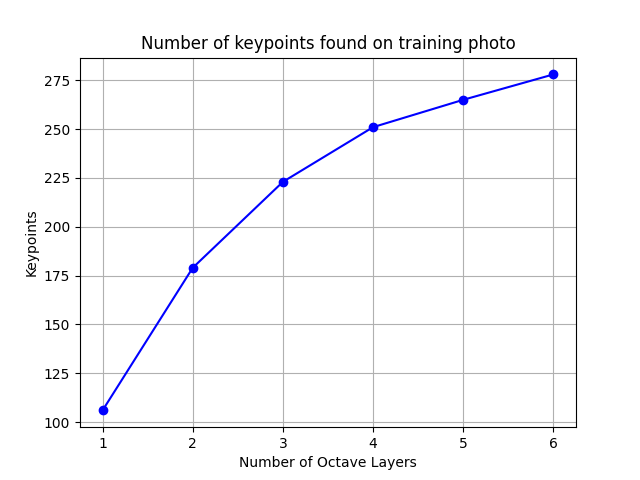 Number of keypoints found on training photo
275
250
225
200
175
150
125
100
Keypoints
1 2 3 4 5 6
Number of Octave Layers